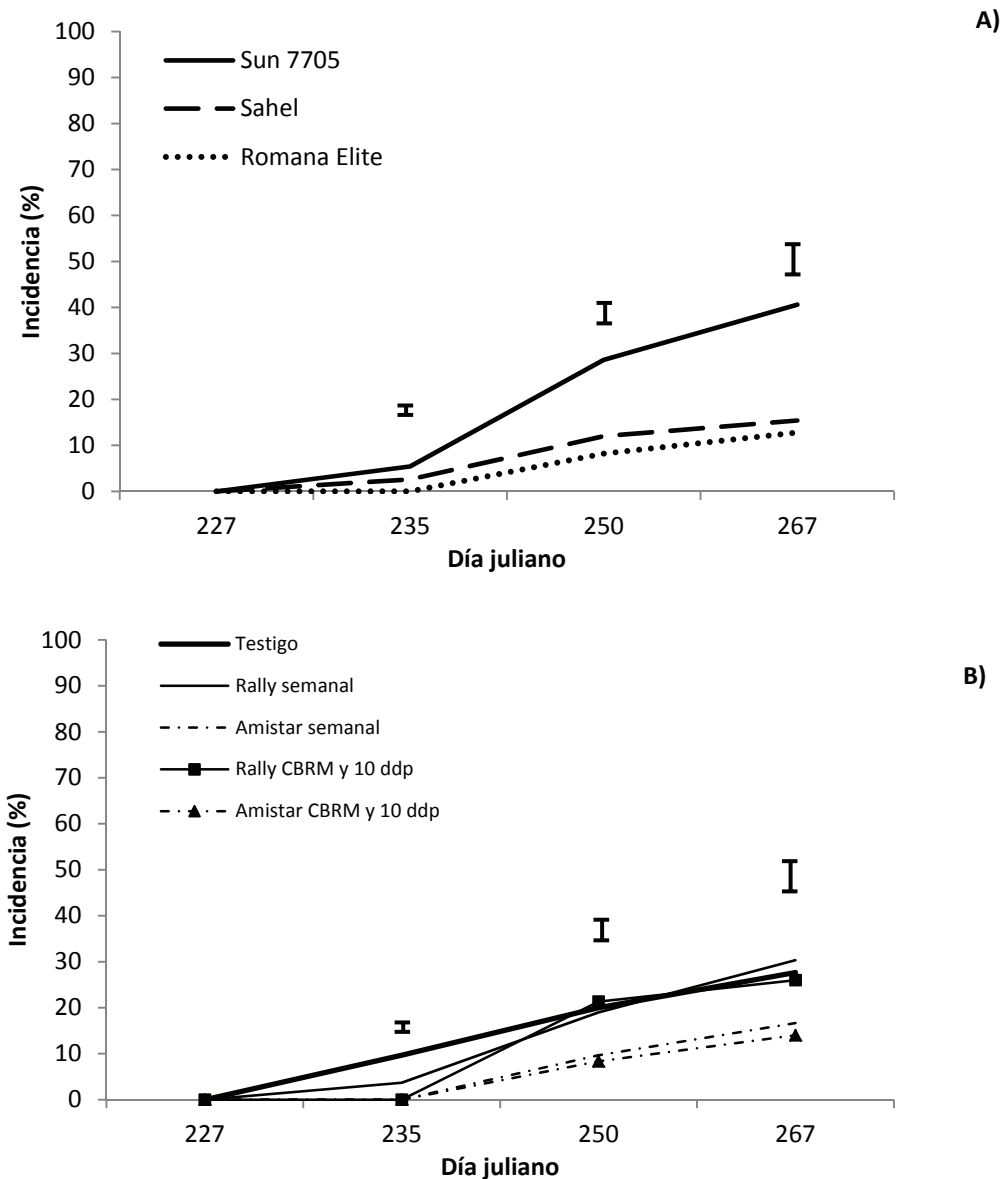 A)
100
90
80
70
60
50
40
30
20
10
0
Incidencia (%)
Sun 7705
Sahel
Romana Elite
227 235 250 267
Día juliano
B)
100
90
80
70
60
50
40
30
20
10
0
Incidencia (%)
Testigo
Rally semanal
Amistar semanal
Rally CBRM y 10 ddp
Amistar CBRM y 10 ddp
227 235 250 267
Día juliano